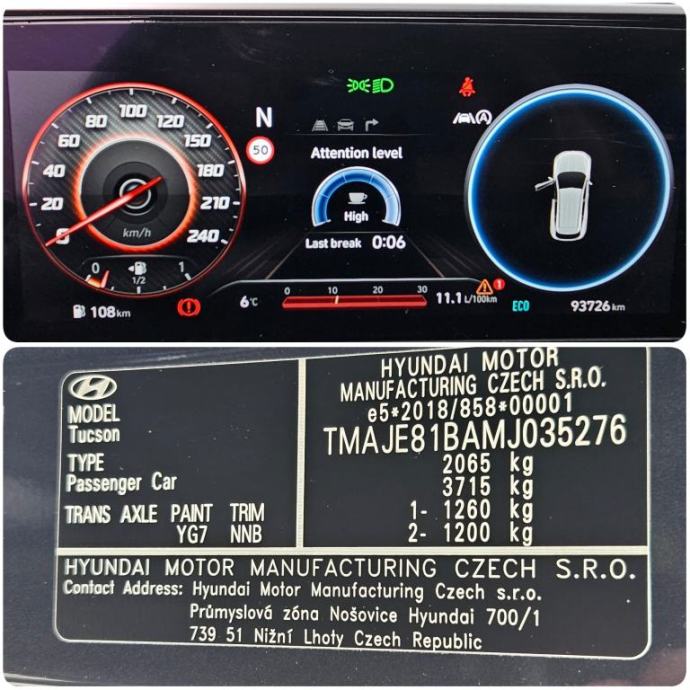 100
80 120
60 150
40 180
20 210
0 240
km/h
0 1/2 1
108km
N
50
Attention level
High
Last break 0:06
6°C
0 10 20 30
11.1 L/100km
1
A
ECO
93726 km
HYUNDAI MOTOR
MANUFACTURING CZECH S.R.O.
e5*2018/858*00001
TMAJE81BAMJ035276
2065 kg
3715 kg
1- 1260 kg
2- 1200 kg
MODEL
Tucson
TYPE
Passenger Car
TRANS AXLE PAINT TRIM
YG7 NNB
HYUNDAI MOTOR MANUFACTURING CZECH S.R.O.
Contact Address: Hyundai Motor Manufacturing Czech s.r.o.
Průmyslová zóna Nošovice Hyundai 700/1
739 51 Nižní Lhoty Czech Republic